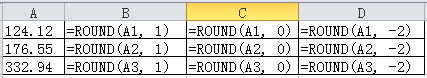 A B C D
124.12 =ROUND(A1, 1) =ROUND(A1, 0) =ROUND(A1, -2)
176.55 =ROUND(A2, 1) =ROUND(A2, 0) =ROUND(A2, -2)
332.94 =ROUND(A3, 1) =ROUND(A3, 0) =ROUND(A3, -2)